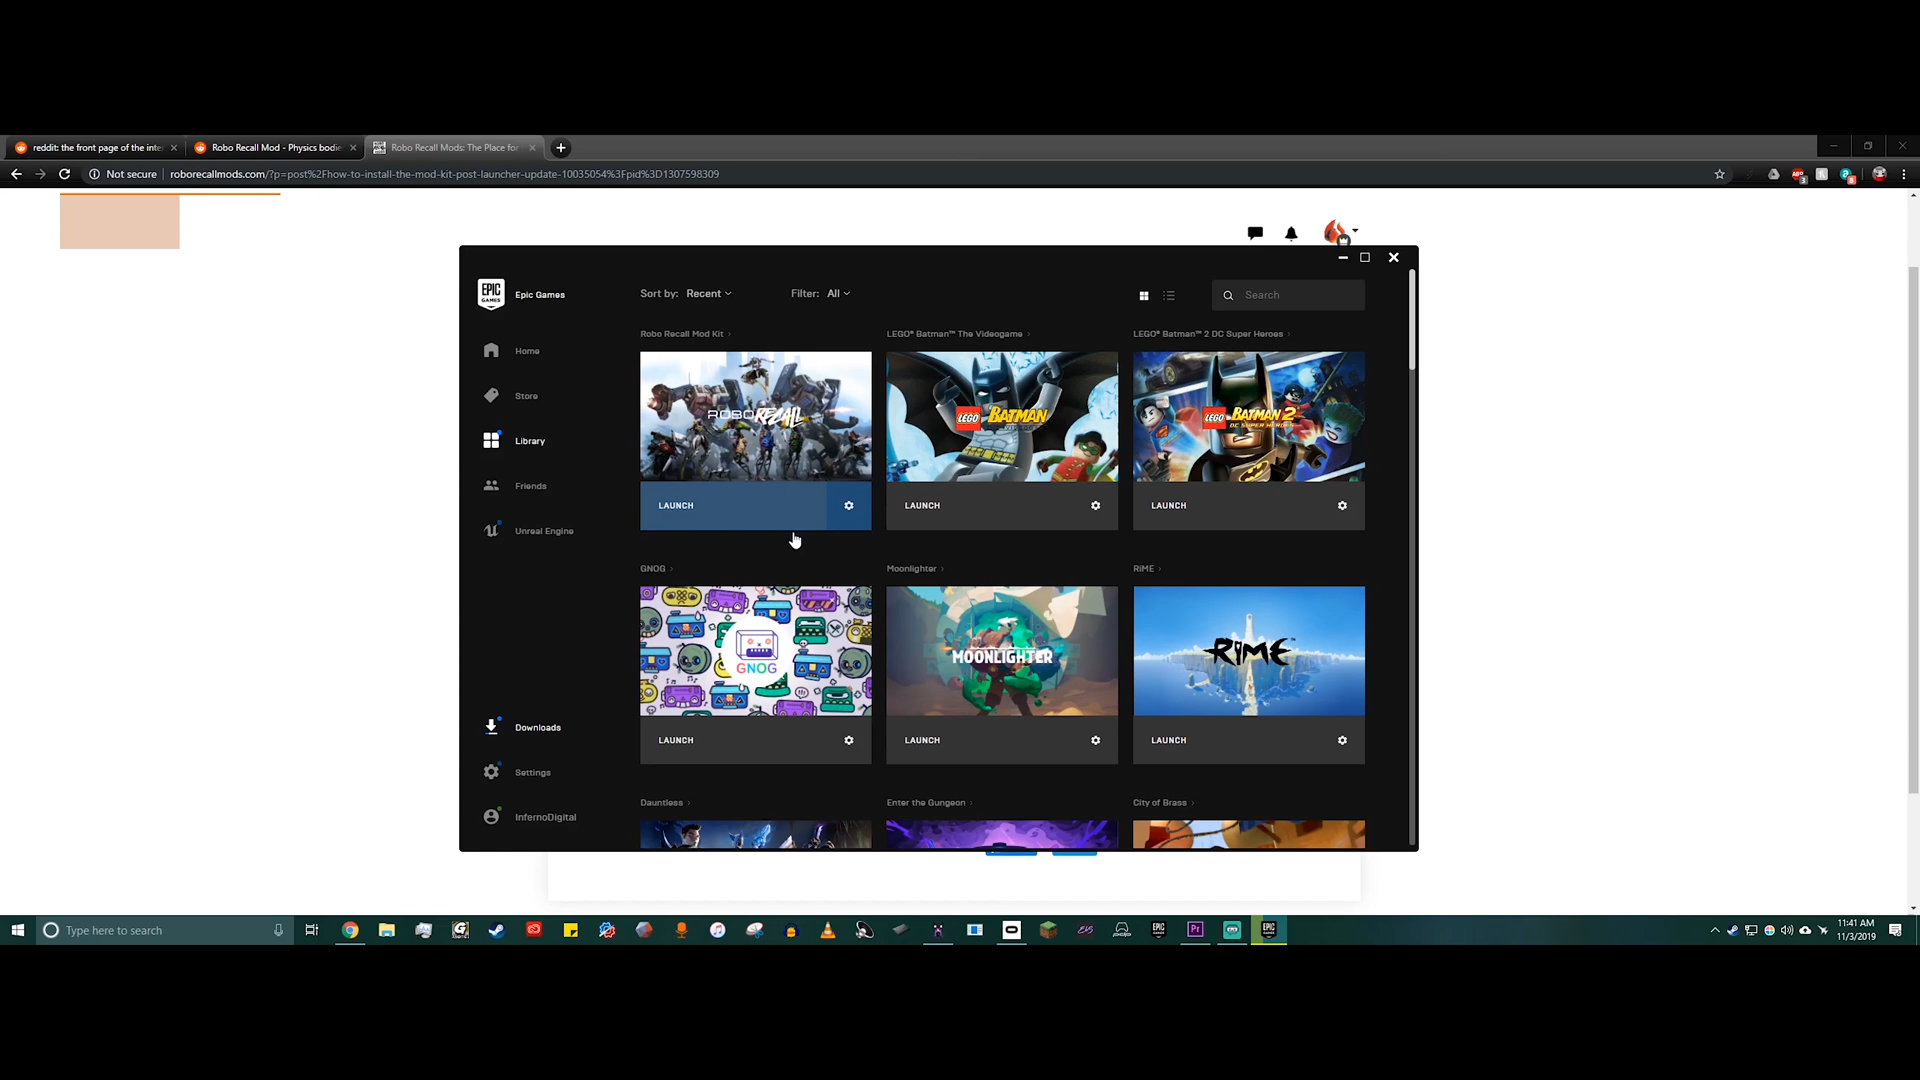 reddit: the front page of the inte
Robo Recall Mod - Physics bodie
Robo Recall Mods: The Place for
Not secure
roborecallmods.com/?p=post%2Fhow-to-install-the-mod-kit-post-launcher-update-10035054%3Fpid%3D1307598309
EPIC GAMES
Epic Games
Sort by: Recent
Filter: All
Search
Home
Store
Library
Friends
Unreal Engine
Downloads
Settings
InfernoDigital
Robo Recall Mod Kit
LEGO® Batman™ The Videogame
LEGO® Batman™ 2 DC Super Heroes
ROBO RECALL
LEGO BATMAN
LEGO BATMAN 2
DC SUPER HEROES
LAUNCH
LAUNCH
LAUNCH
GNOG
Moonlighter
RiME
GNOG
MOONLIGHTER
RiME
LAUNCH
LAUNCH
LAUNCH
Dauntless
Enter the Gungeon
City of Brass
Type here to search
Pr
11:41 AM
11/3/2019